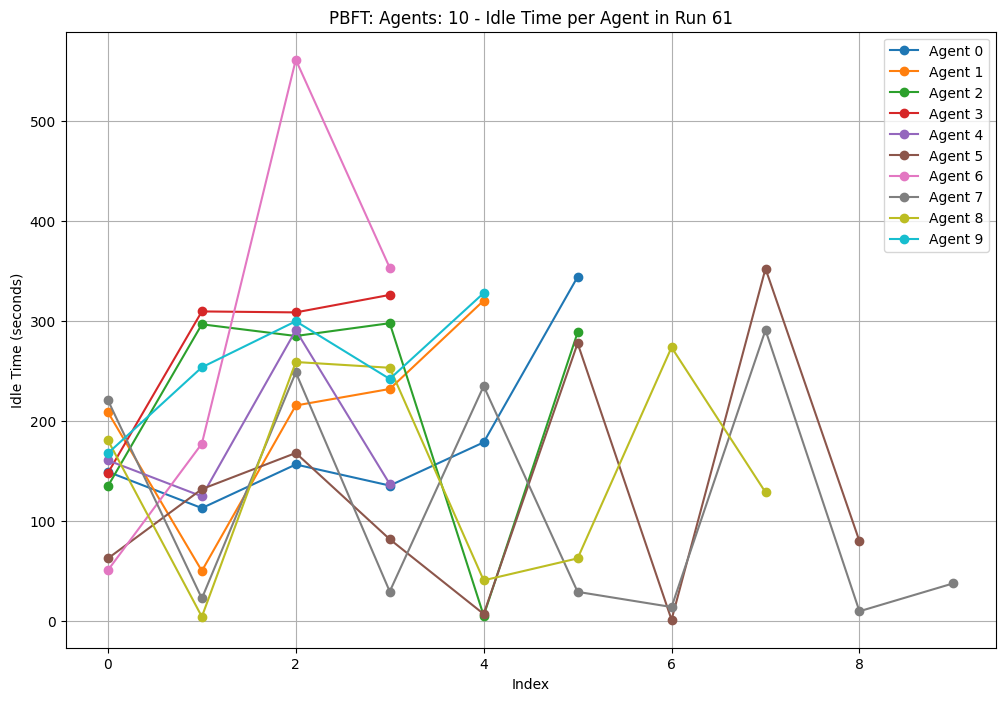 PBFT: Agents: 10 - Idle Time per Agent in Run 61
Idle Time (seconds)
500
400
300
200
100
0
0
2
4
6
8
Index
Agent 0
Agent 1
Agent 2
Agent 3
Agent 4
Agent 5
Agent 6
Agent 7
Agent 8
Agent 9